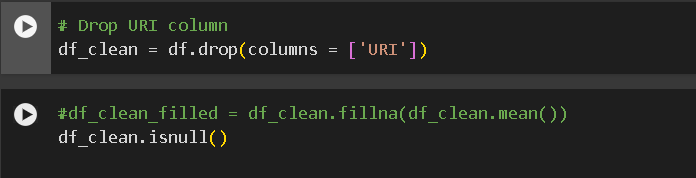 # Drop URI column
df_clean = df.drop(columns = ['URI'])
#df_clean_filled = df_clean.fillna(df_clean.mean())
df_clean.isnull()